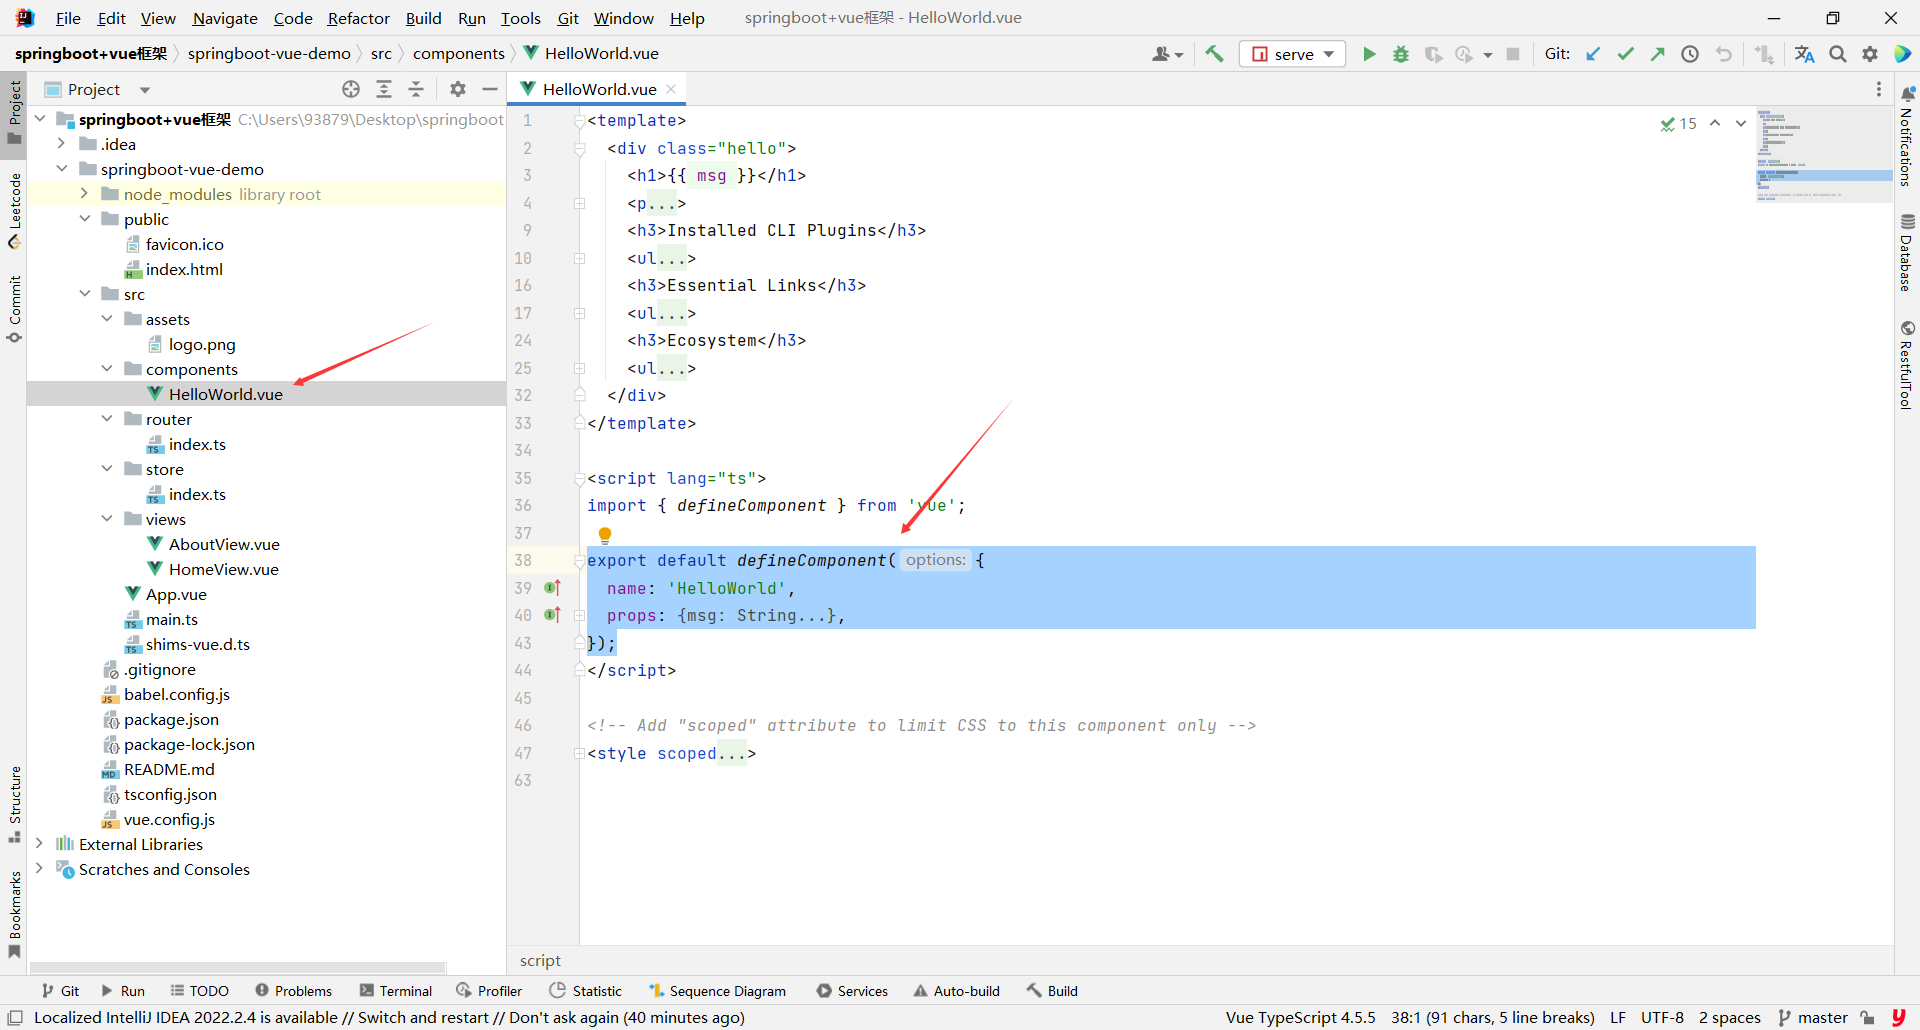 File Edit View Navigate Code Refactor Build Run Tools Git Window Help springboot+vue框架 - HelloWorld.vue
springboot+vue框架 springboot-vue-demo src components HelloWorld.vue serve Git:
Project HelloWorld.vue
springboot+vue框架 C:\Users\93879\Desktop\springboot
.idea
springboot-vue-demo
node_modules library root
public
favicon.ico
index.html
src
assets
logo.png
components
HelloWorld.vue
router
index.ts
store
index.ts
views
AboutView.vue
HomeView.vue
App.vue
main.ts
shims-vue.d.ts
.gitignore
babel.config.js
package.json
package-lock.json
README.md
tsconfig.json
vue.config.js
External Libraries
Scratches and Consoles
Project
Leetcode
Commit
Structure
Bookmarks
15
1 <template>
2 <div class="hello">
3 <h1>{{ msg }}</h1>
4 <p...>
9 <h3>Installed CLI Plugins</h3>
10 <ul...>
16 <h3>Essential Links</h3>
17 <ul...>
24 <h3>Ecosystem</h3>
25 <ul...>
32 </div>
33 </template>
34
35 <script lang="ts">
36 import { defineComponent } from 'vue';
37
38 export default defineComponent( options: {
39 name: 'HelloWorld',
40 props: {msg: String...},
43 });
44 </script>
45
46 <!-- Add "scoped" attribute to limit CSS to this component only -->
47 <style scoped...>
63
script
Notifications
Database
RestfulTool
Git Run TODO Problems Terminal Profiler Statistic Sequence Diagram Services Auto-build Build
Localized IntelliJ IDEA 2022.2.4 is available // Switch and restart // Don't ask again (40 minutes ago) Vue TypeScript 4.5.5 38:1 (91 chars, 5 line breaks) LF UTF-8 2 spaces master